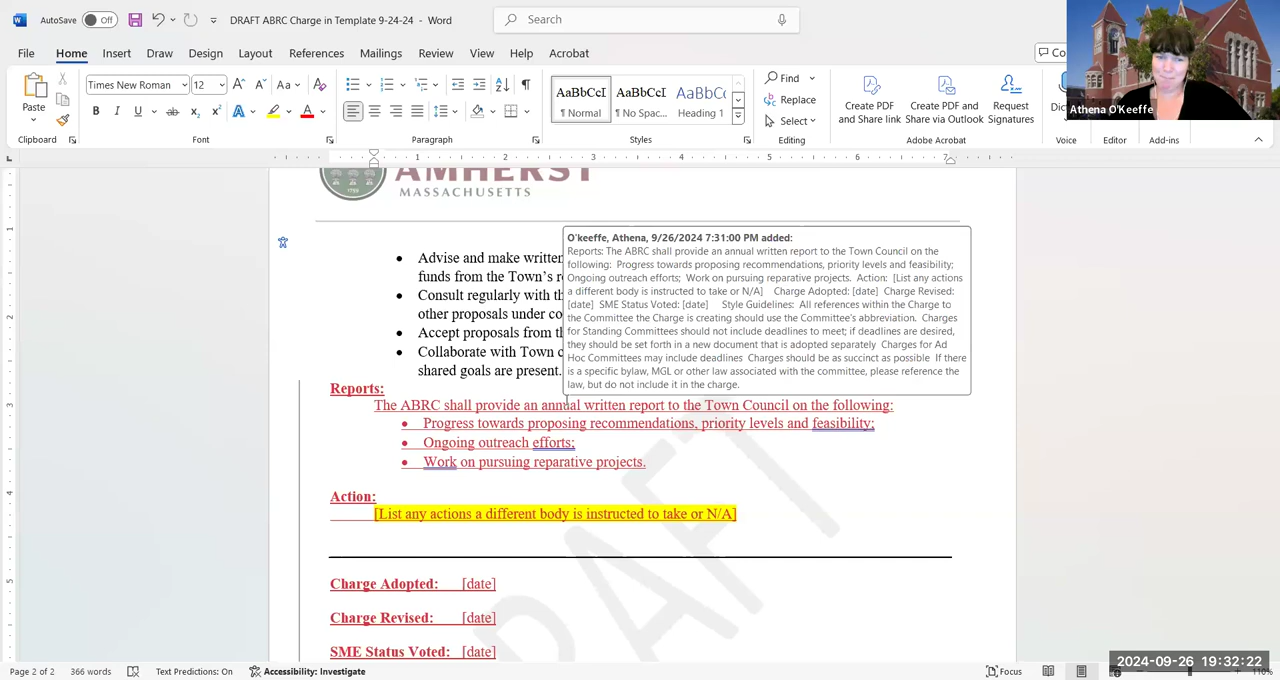 AutoSave Off DRAFT ABRC Charge in Template 9-24-24 - Word Search
File Home Insert Draw Design Layout References Mailings Review View Help Acrobat Co
Times New Roman 12 Aa
AaBbCcI AaBbCcI AaBbCc
¶ Normal ¶ No Spac... Heading 1
Paste
B I U ab x₂ x² A A
Find
Replace
Select
Create PDF and Share link
Create PDF and Share via Outlook
Request Signatures
Dic
Athena O'Keeffe
Clipboard Font Paragraph Styles Editing Adobe Acrobat Voice Editor Add-ins
1 2 3 4 5 6 7
AMHERST
MASSACHUSETTS
Advise and make written
funds from the Town's r
Consult regularly with th
other proposals under co
Accept proposals from t
Collaborate with Town c
shared goals are present.
O'keeffe, Athena, 9/26/2024 7:31:00 PM added:
Reports: The ABRC shall provide an annual written report to the Town Council on the
following: Progress towards proposing recommendations, priority levels and feasibility;
Ongoing outreach efforts; Work on pursuing reparative projects. Action: [List any actions
a different body is instructed to take or N/A] Charge Adopted: [date] Charge Revised:
[date] SME Status Voted: [date] Style Guidelines: All references within the Charge to
the Committee the Charge is creating should use the Committee's abbreviation. Charges
for Standing Committees should not include deadlines to meet; if deadlines are desired,
they should be set forth in a new document that is adopted separately Charges for Ad
Hoc Committees may include deadlines Charges should be as succinct as possible If there
is a specific bylaw, MGL or other law associated with the committee, please reference the
law, but do not include it in the charge.
Reports:
The ABRC shall provide an annual written report to the Town Council on the following:
Progress towards proposing recommendations, priority levels and feasibility;
Ongoing outreach efforts;
Work on pursuing reparative projects.
Action:
[List any actions a different body is instructed to take or N/A]
Charge Adopted: [date]
Charge Revised: [date]
SME Status Voted: [date]
Page 2 of 2 366 words Text Predictions: On Accessibility: Investigate Focus 110%
2024-09-26 19:32:22